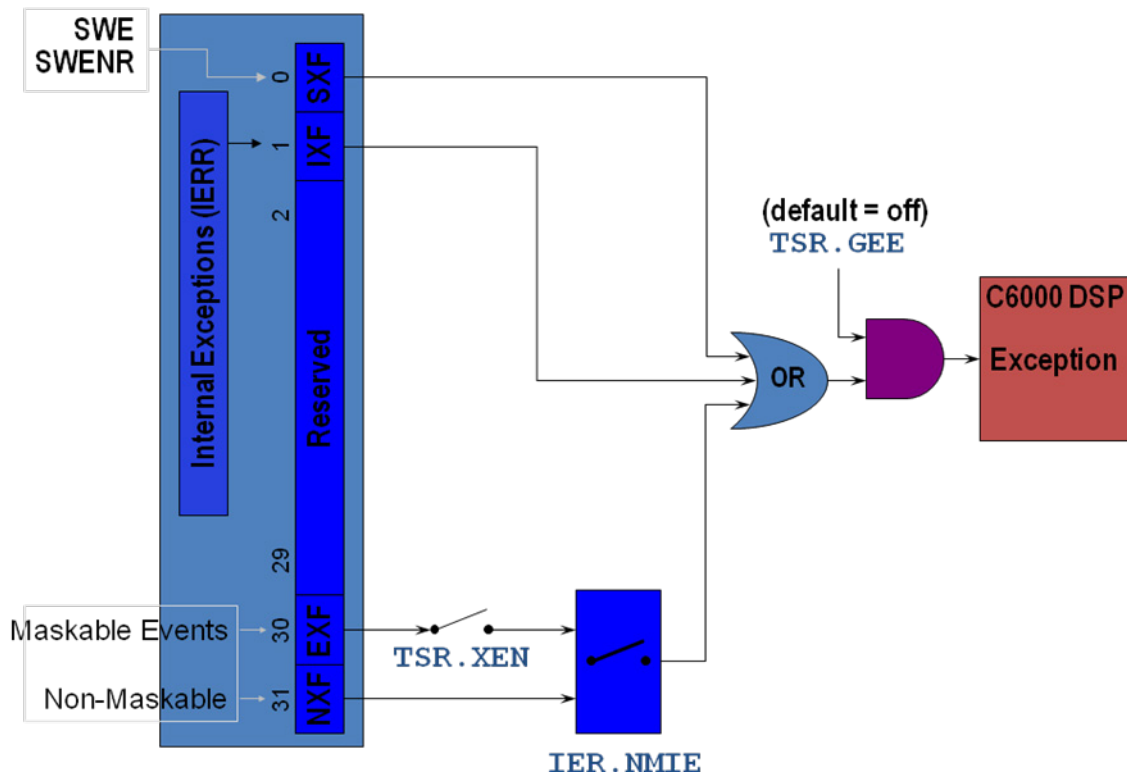 SWE
SWENR
0
SXF
Internal Exceptions (IERR)
1
IXF
2
Reserved
29
Maskable Events
30
EXF
TSR.XEN
Non-Maskable
31
NXF
IER.NMIE
OR
(default = off)
TSR.GEE
C6000 DSP
Exception